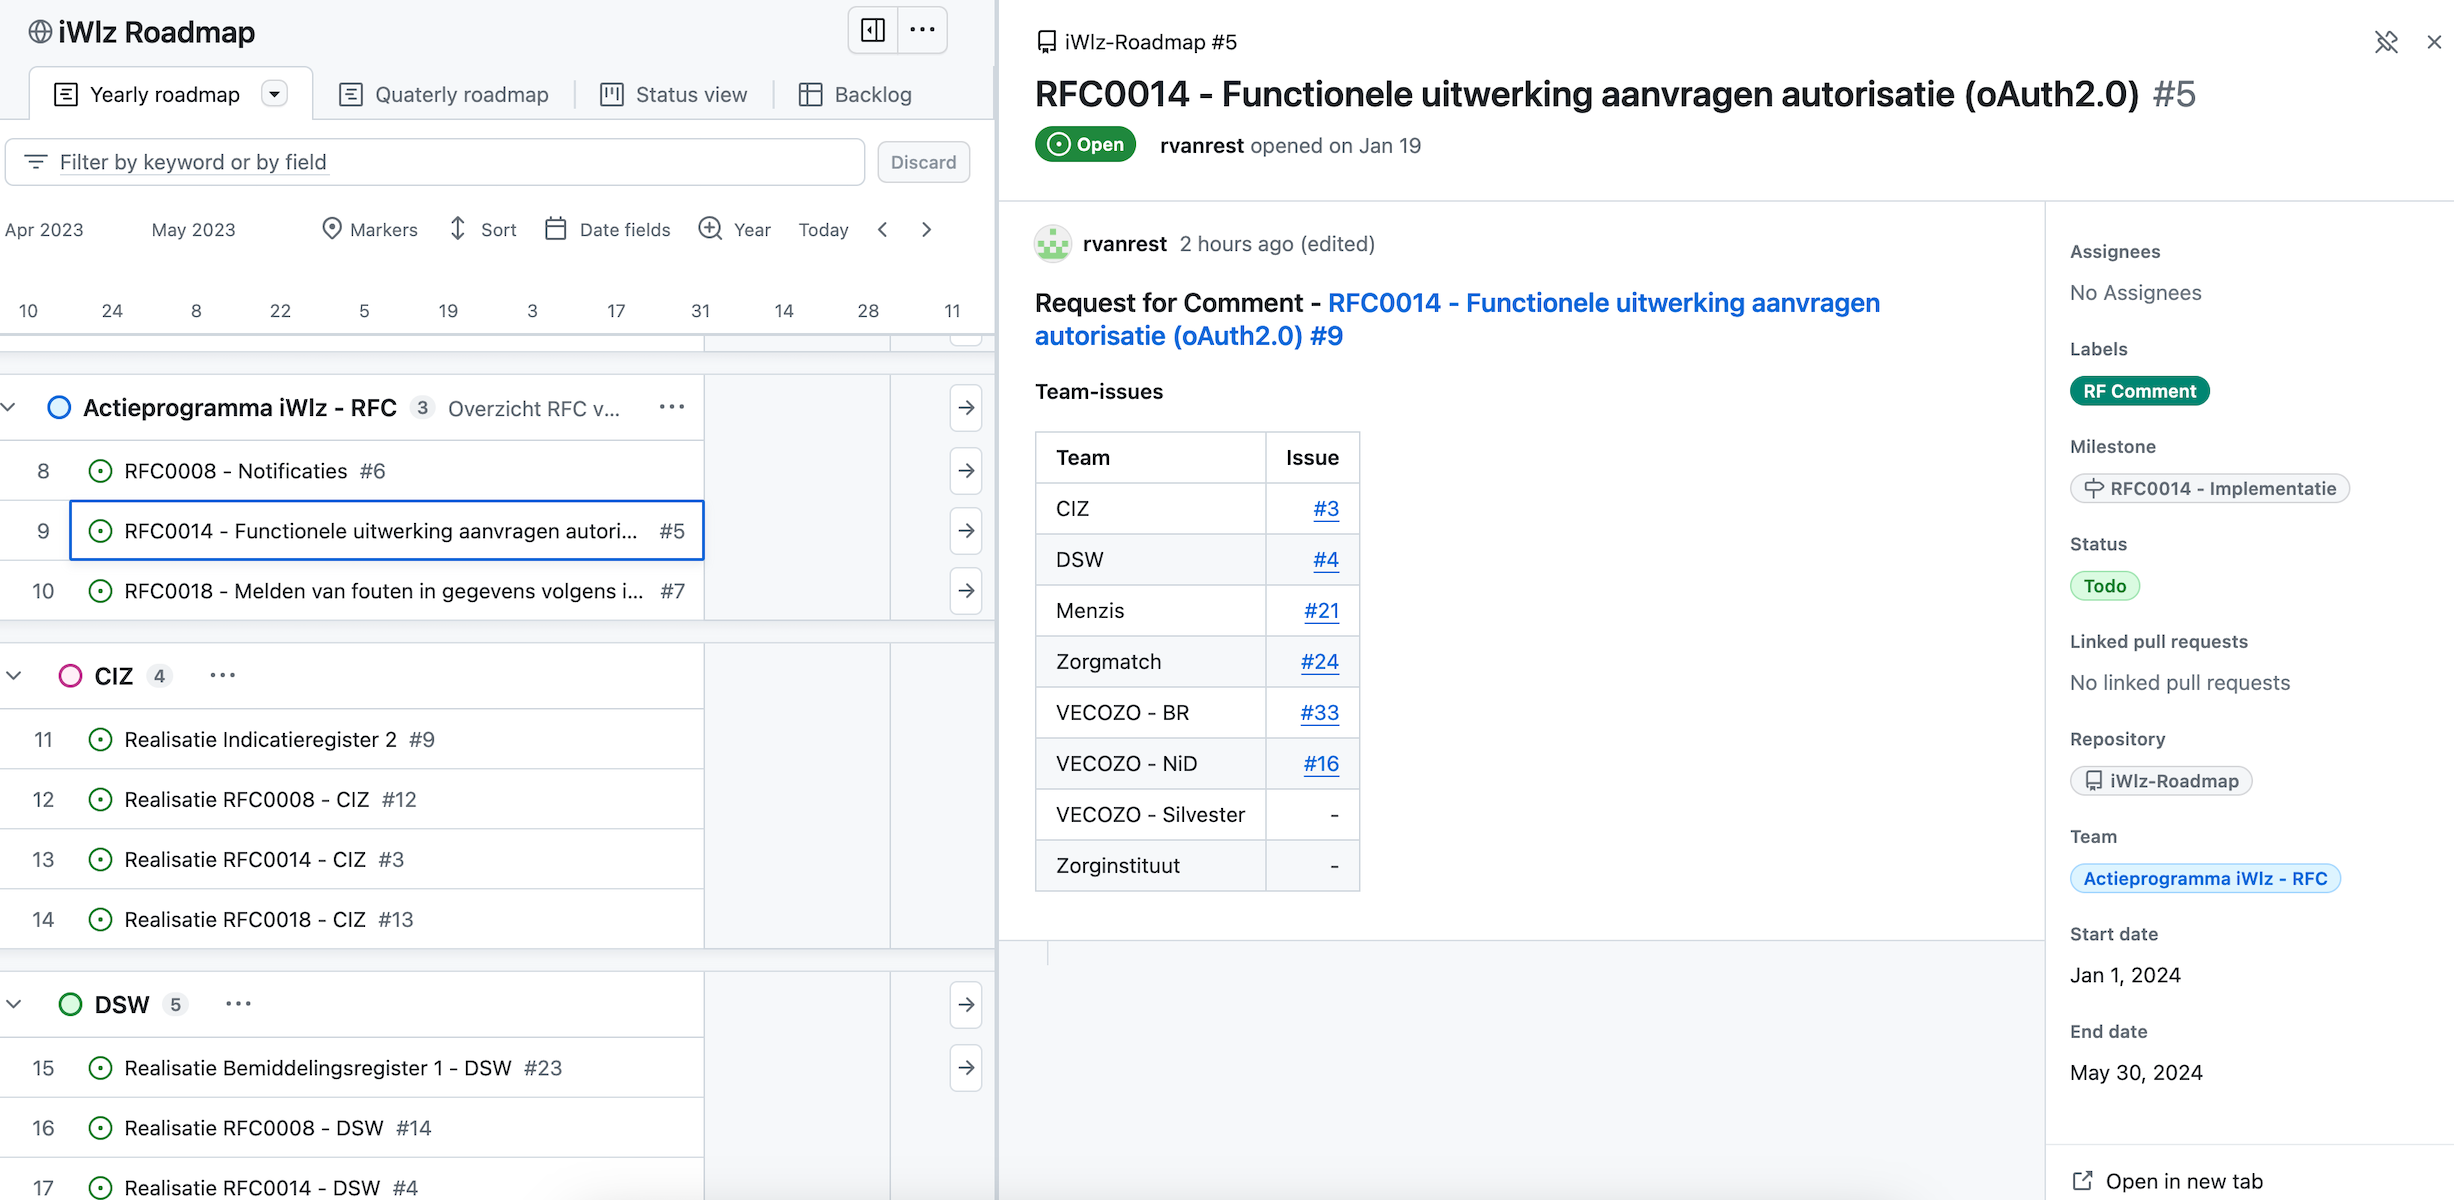 iWlz Roadmap
Yearly roadmap
Quaterly roadmap
Status view
Backlog
Filter by keyword or by field
Discard
Apr 2023
May 2023
Markers
Sort
Date fields
Year
Today
10 24 8 22 5 19 3 17 31 14 28 11
Actieprogramma iWlz - RFC 3 Overzicht RFC v... ...
8 RFC0008 - Notificaties #6
9 RFC0014 - Functionele uitwerking aanvragen autori... #5
10 RFC0018 - Melden van fouten in gegevens volgens i... #7
CIZ 4 ...
11 Realisatie Indicatieregister 2 #9
12 Realisatie RFC0008 - CIZ #12
13 Realisatie RFC0014 - CIZ #3
14 Realisatie RFC0018 - CIZ #13
DSW 5 ...
15 Realisatie Bemiddelingsregister 1 - DSW #23
16 Realisatie RFC0008 - DSW #14
17 Realisatie RFC0014 - DSW #4
iWlz-Roadmap #5
RFC0014 - Functionele uitwerking aanvragen autorisatie (oAuth2.0) #5
Open
rvanrest opened on Jan 19
rvanrest 2 hours ago (edited)
Request for Comment - RFC0014 - Functionele uitwerking aanvragen
autorisatie (oAuth2.0) #9
Team-issues
Team Issue
CIZ #3
DSW #4
Menzis #21
Zorgmatch #24
VECOZO - BR #33
VECOZO - NiD #16
VECOZO - Silvester -
Zorginstituut -
Assignees
No Assignees
Labels
RF Comment
Milestone
RFC0014 - Implementatie
Status
Todo
Linked pull requests
No linked pull requests
Repository
iWlz-Roadmap
Team
Actieprogramma iWlz - RFC
Start date
Jan 1, 2024
End date
May 30, 2024
Open in new tab